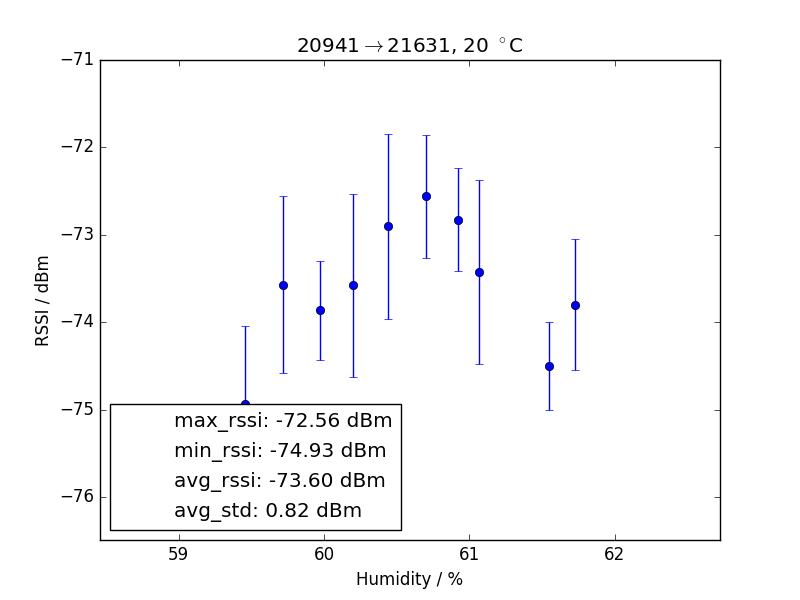 20941→21631, 20 °C
−71
−72
−73
−74
−75
−76
RSSI / dBm
max_rssi: -72.56 dBm
min_rssi: -74.93 dBm
avg_rssi: -73.60 dBm
avg_std: 0.82 dBm
59 60 61 62
Humidity / %